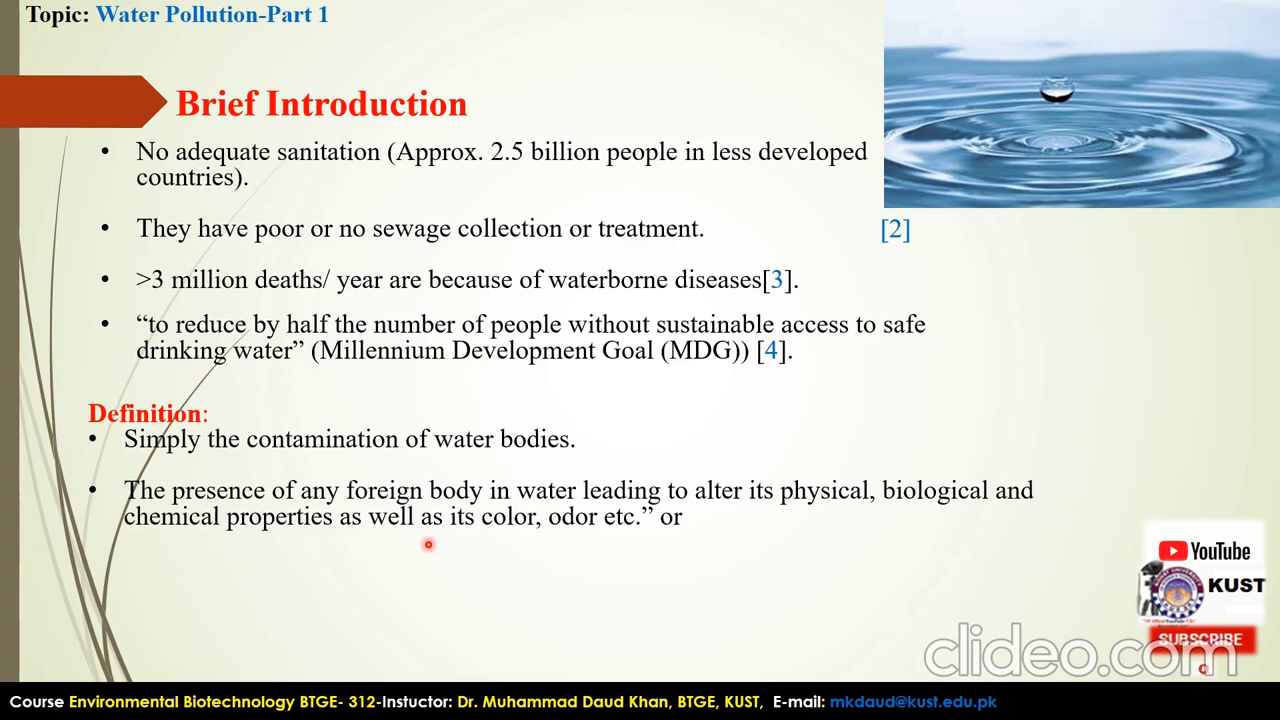 Topic: Water Pollution-Part 1
Brief Introduction
• No adequate sanitation (Approx. 2.5 billion people in less developed
countries).
• They have poor or no sewage collection or treatment. [2]
• >3 million deaths/ year are because of waterborne diseases[3].
• “to reduce by half the number of people without sustainable access to safe
drinking water” (Millennium Development Goal (MDG)) [4].
Definition:
• Simply the contamination of water bodies.
• The presence of any foreign body in water leading to alter its physical, biological and
chemical properties as well as its color, odor etc.” or
YouTube
KUST
SUBSCRIBE
clideo.com
Course Environmental Biotechnology BTGE- 312-Instuctor: Dr. Muhammad Daud Khan, BTGE, KUST, E-mail: mkdaud@kust.edu.pk